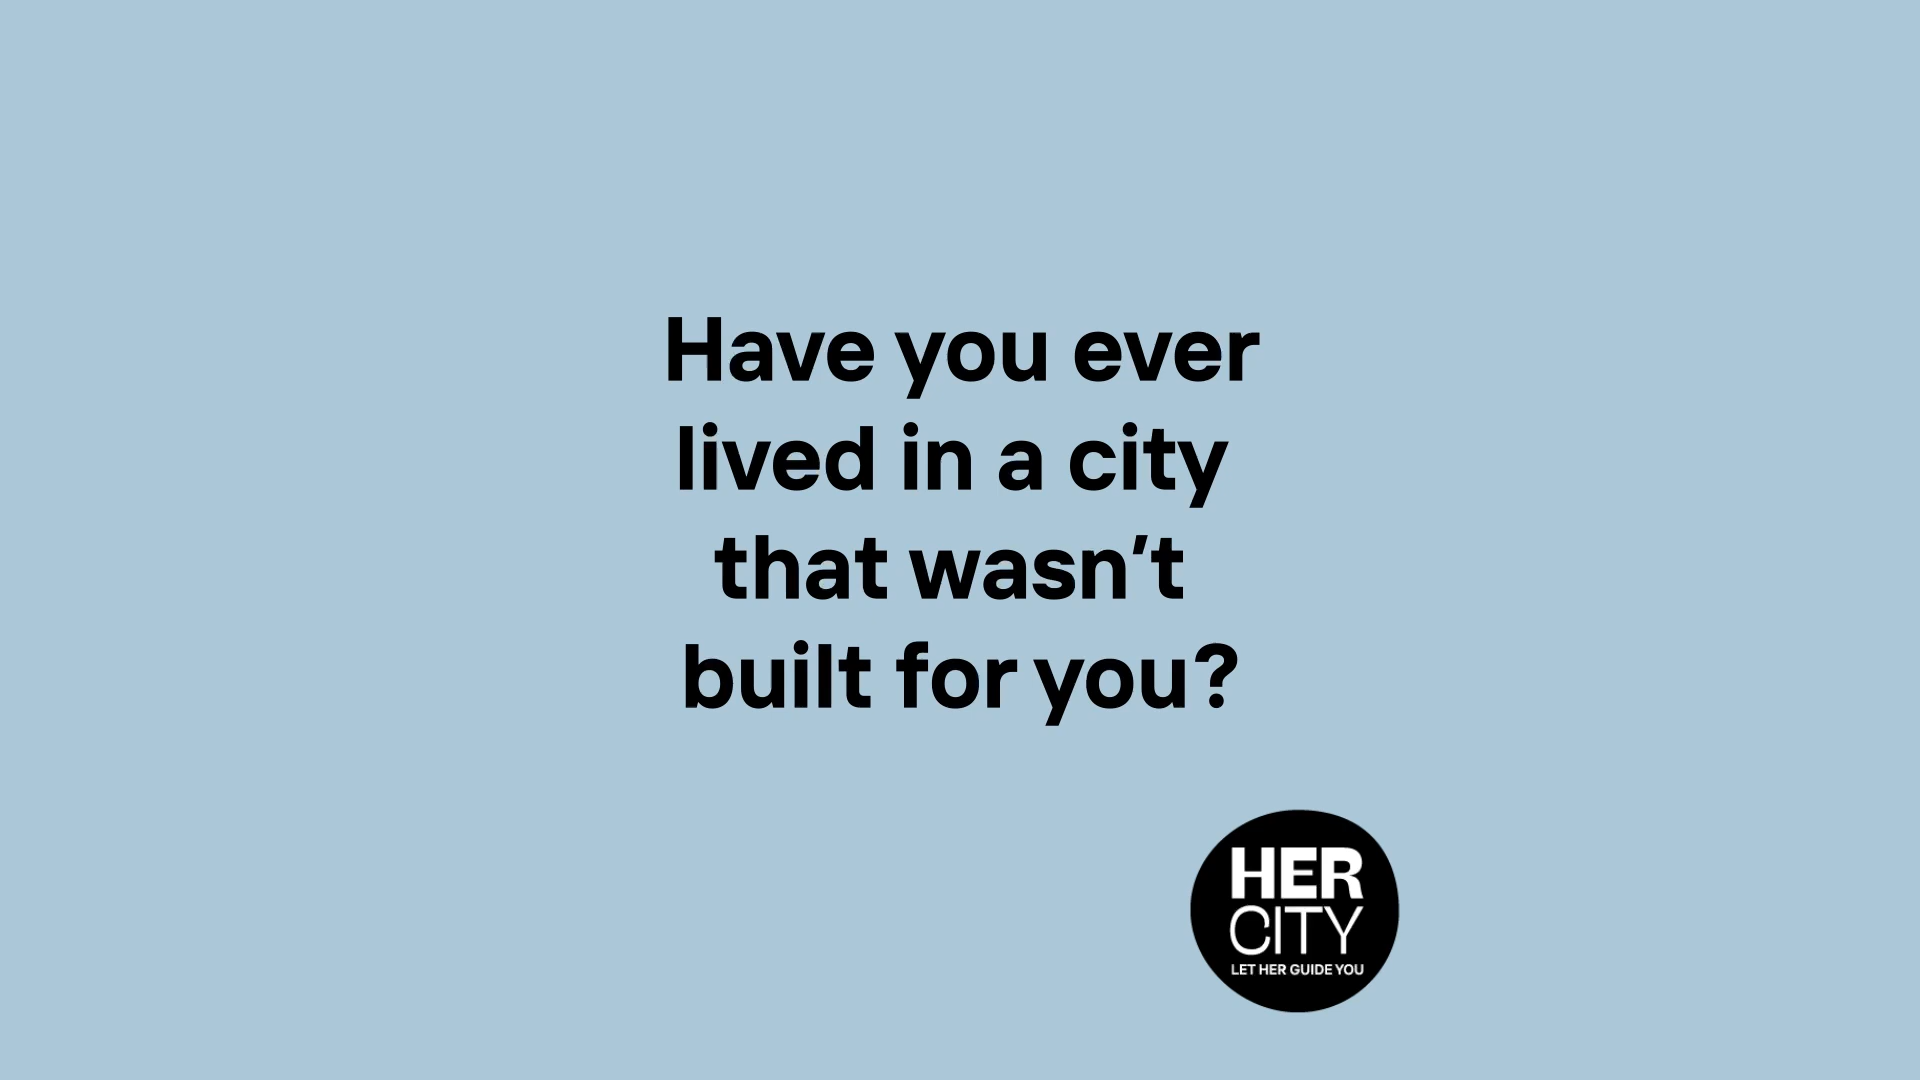 Have you ever
lived in a city
that wasn’t
built for you?
HER
CITY
LET HER GUIDE YOU